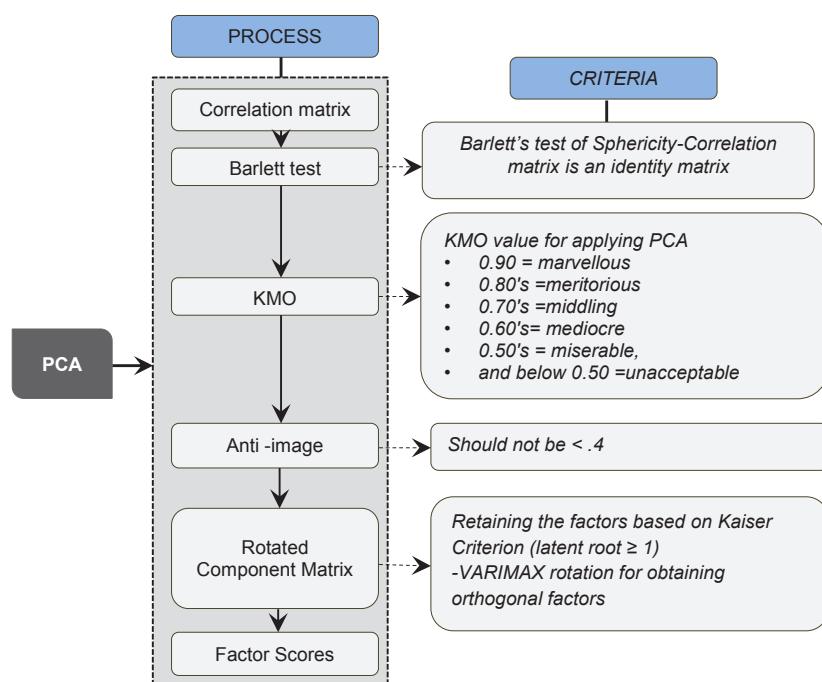 PROCESS
Correlation matrix
Barlett test
KMO
Anti -image
Rotated
Component Matrix
Factor Scores
PCA
CRITERIA
Barlett’s test of Sphericity-Correlation
matrix is an identity matrix
KMO value for applying PCA
• 0.90 = marvellous
• 0.80's =meritorious
• 0.70's =middling
• 0.60's= mediocre
• 0.50's = miserable,
• and below 0.50 =unacceptable
Should not be < .4
Retaining the factors based on Kaiser
Criterion (latent root ≥ 1)
-VARIMAX rotation for obtaining
orthogonal factors